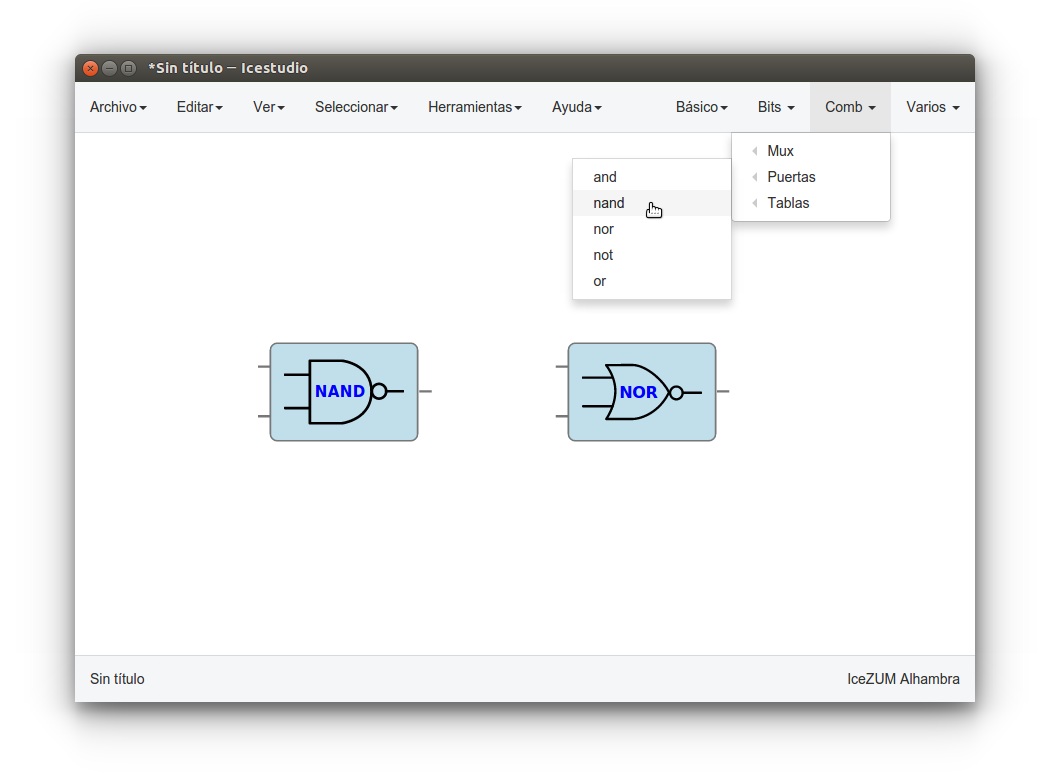 *Sin título — Icestudio
Archivo Editar Ver Seleccionar Herramientas Ayuda Básico Bits Comb Varios
Mux
Puertas
Tablas
and
nand
nor
not
or
NAND NOR
Sin título IceZUM Alhambra